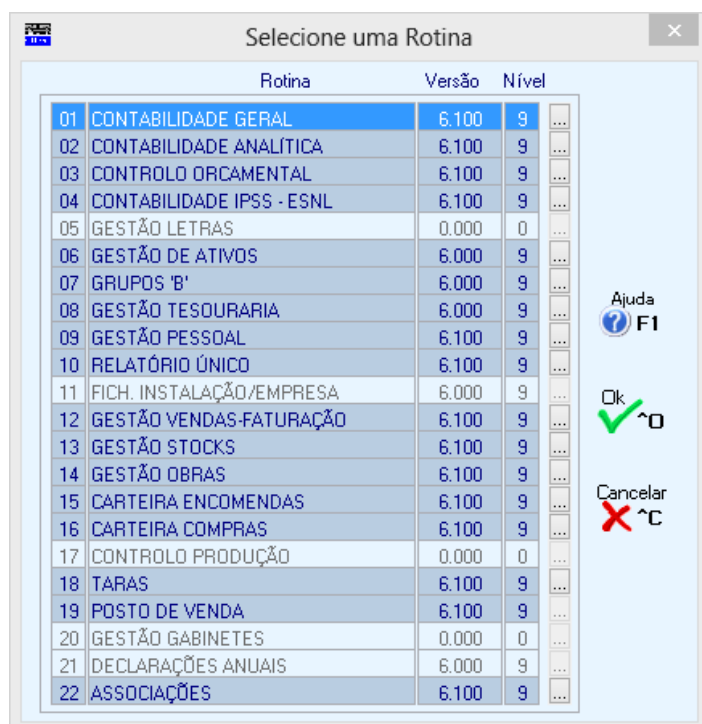 Selecione uma Rotina
Rotina Versão Nível
01 CONTABILIDADE GERAL 6.100 9 ...
02 CONTABILIDADE ANALÍTICA 6.100 9 ...
03 CONTROLO ORCAMENTAL 6.100 9 ...
04 CONTABILIDADE IPSS - ESNL 6.100 9 ...
05 GESTÃO LETRAS 0.000 0 ...
06 GESTÃO DE ATIVOS 6.000 9 ...
07 GRUPOS 'B' 6.000 9 ...
08 GESTÃO TESOURARIA 6.000 9 ...
09 GESTÃO PESSOAL 6.100 9 ...
10 RELATÓRIO ÚNICO 6.100 9 ...
11 FICH. INSTALAÇÃO/EMPRESA 6.000 9 ...
12 GESTÃO VENDAS-FATURAÇÃO 6.100 9 ...
13 GESTÃO STOCKS 6.100 9 ...
14 GESTÃO OBRAS 6.100 9 ...
15 CARTEIRA ENCOMENDAS 6.100 9 ...
16 CARTEIRA COMPRAS 6.100 9 ...
17 CONTROLO PRODUÇÃO 0.000 0 ...
18 TARAS 6.100 9 ...
19 POSTO DE VENDA 6.100 9 ...
20 GESTÃO GABINETES 0.000 0 ...
21 DECLARAÇÕES ANUAIS 6.000 9 ...
22 ASSOCIAÇÕES 6.100 9 ...
Ajuda
? F1
Ok
^O
Cancelar
^C